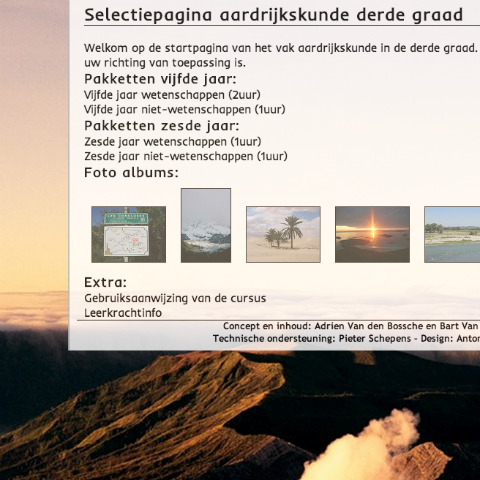 Selectiepagina aardrijkskunde derde graad
Welkom op de startpagina van het vak aardrijkskunde in de derde graad.
uw richting van toepassing is.
Pakketten vijfde jaar:
Vijfde jaar wetenschappen (2uur)
Vijfde jaar niet-wetenschappen (1uur)
Pakketten zesde jaar:
Zesde jaar wetenschappen (1uur)
Zesde jaar niet-wetenschappen (1uur)
Foto albums:
Extra:
Gebruiksaanwijzing van de cursus
Leerkrachtinfo
Concept en inhoud: Adrien Van den Bossche en Bart Van
Technische ondersteuning: Pieter Schepens - Design: